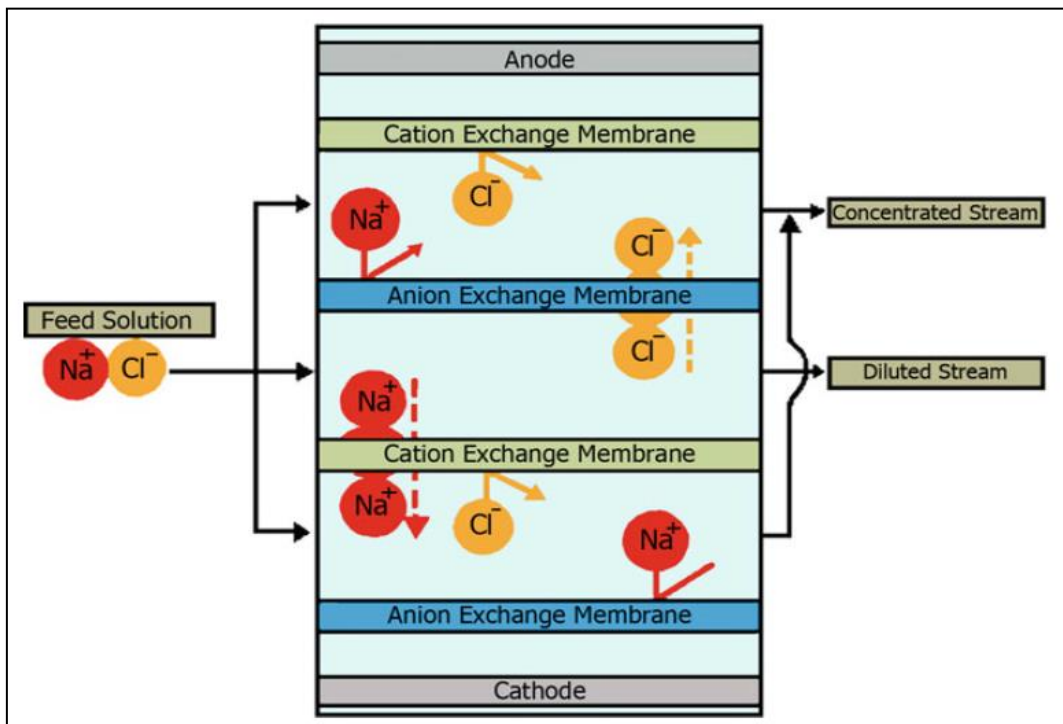 Anode
Cation Exchange Membrane
Cl⁻
Na⁺
Concentrated Stream
Cl⁻
Anion Exchange Membrane
Feed Solution
Na⁺ Cl⁻
Cl⁻
Diluted Stream
Na⁺
Cation Exchange Membrane
Na⁺
Cl⁻
Na⁺
Anion Exchange Membrane
Cathode